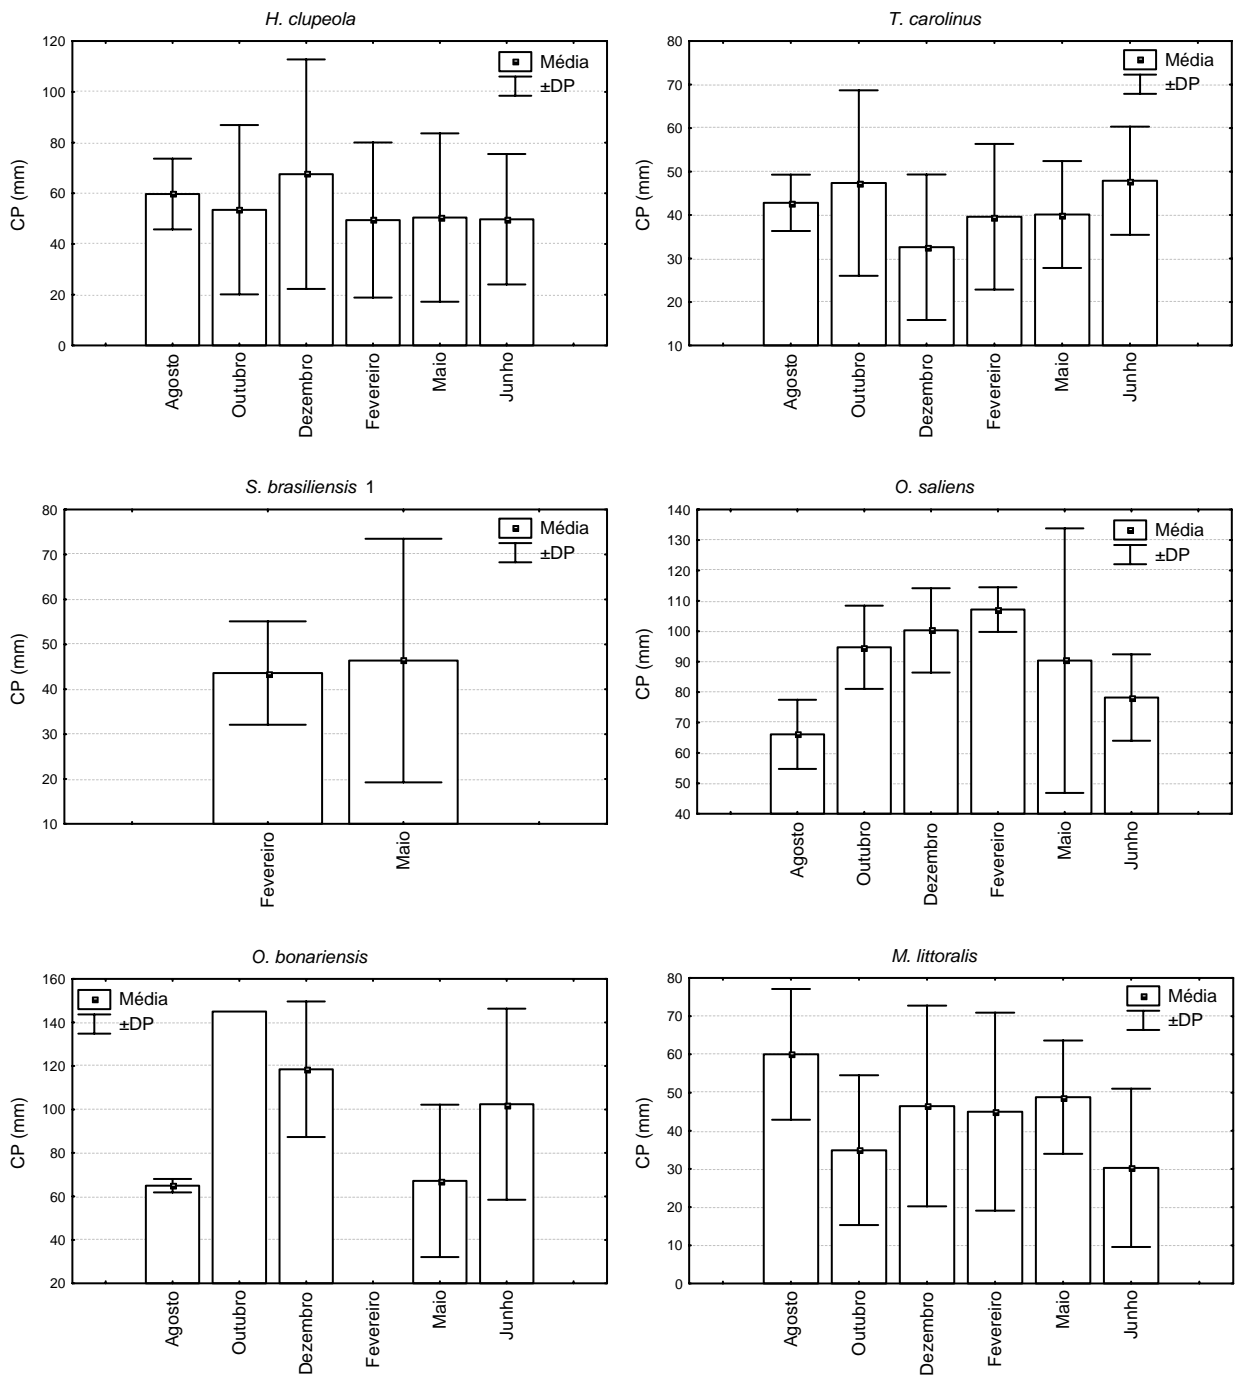 H. clupeola
CP (mm)
120
100
80
60
40
20
0
Média
±DP
Agosto
Outubro
Dezembro
Fevereiro
Maio
Junho
T. carolinus
CP (mm)
80
70
60
50
40
30
20
10
Média
±DP
Agosto
Outubro
Dezembro
Fevereiro
Maio
Junho
S. brasiliensis 1
CP (mm)
80
70
60
50
40
30
20
10
Média
±DP
Fevereiro
Maio
O. saliens
CP (mm)
140
130
120
110
100
90
80
70
60
50
40
Média
±DP
Agosto
Outubro
Dezembro
Fevereiro
Maio
Junho
O. bonariensis
CP (mm)
160
140
120
100
80
60
40
20
Média
±DP
Agosto
Outubro
Dezembro
Fevereiro
Maio
Junho
M. littoralis
CP (mm)
80
70
60
50
40
30
20
10
0
Média
±DP
Agosto
Outubro
Dezembro
Fevereiro
Maio
Junho